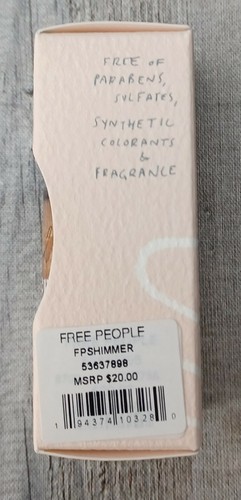 FREE OF
PARABENS,
SULFATES,
SYNTHETIC
COLORANTS
&
FRAGRANCE
FREE PEOPLE
FPSHIMMER
53637898
MSRP $20.00
1 94374 10328 0